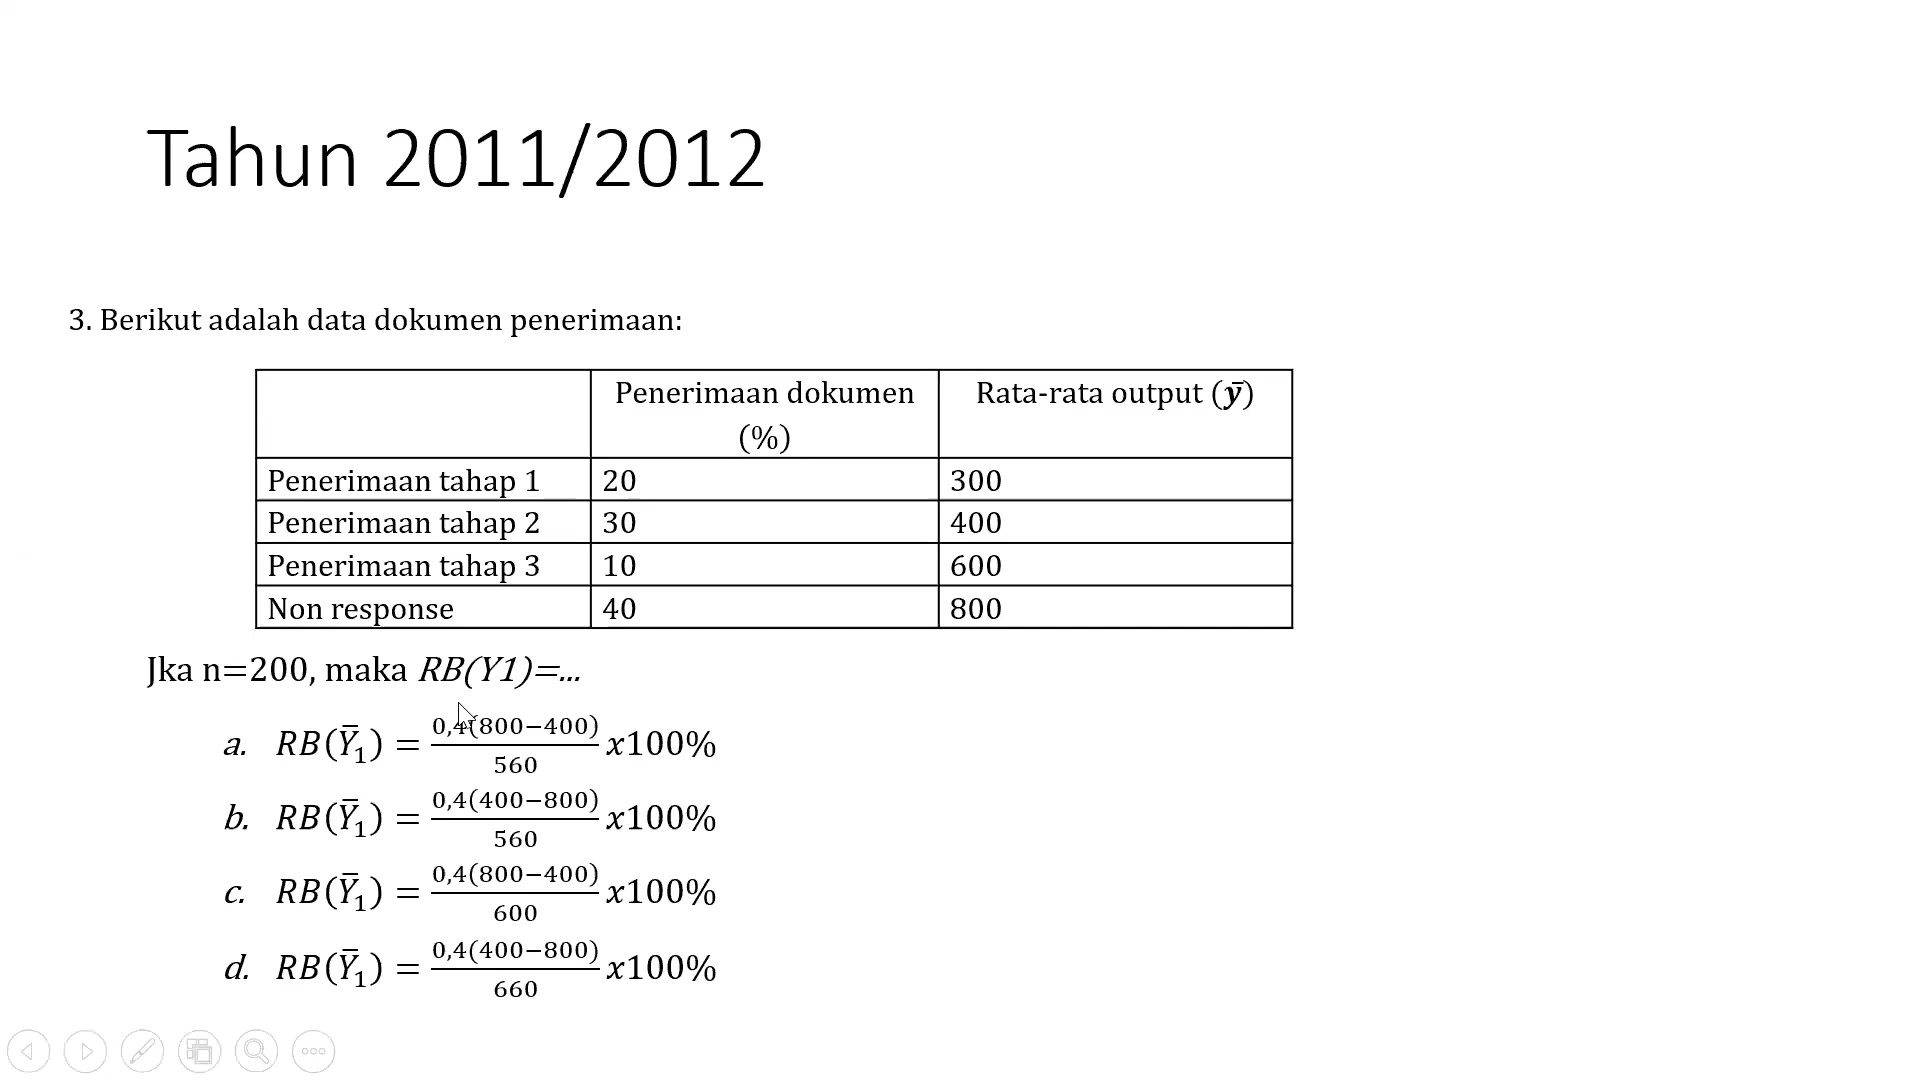 Tahun 2011/2012
3. Berikut adalah data dokumen penerimaan:
Penerimaan dokumen (%) Rata-rata output (ȳ)
Penerimaan tahap 1 20 300
Penerimaan tahap 2 30 400
Penerimaan tahap 3 10 600
Non response 40 800
Jka n=200, maka RB(Y1)=...
a. RB(Ȳ₁) = 0,4(800−400)/560 x100%
b. RB(Ȳ₁) = 0,4(400−800)/560 x100%
c. RB(Ȳ₁) = 0,4(800−400)/600 x100%
d. RB(Ȳ₁) = 0,4(400−800)/660 x100%